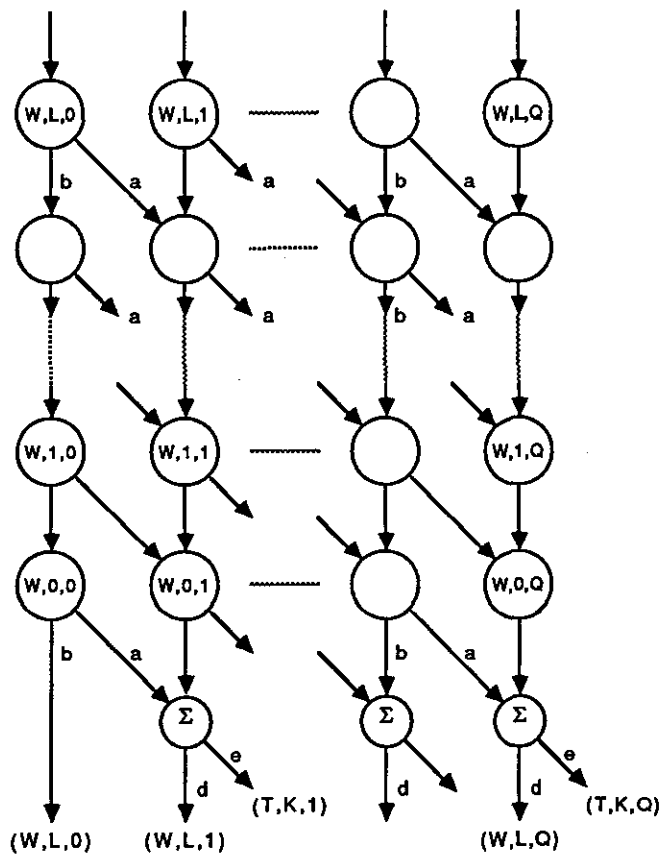 W,L,0 W,L,1 W,L,Q
b a a b a
a a b a
W,1,0 W,1,1 W,1,Q
W,0,0 W,0,1 W,0,Q
b a b a
Σ Σ Σ
e e
d d d
(T,K,1) (T,K,Q)
(W,L,0) (W,L,1) (W,L,Q)